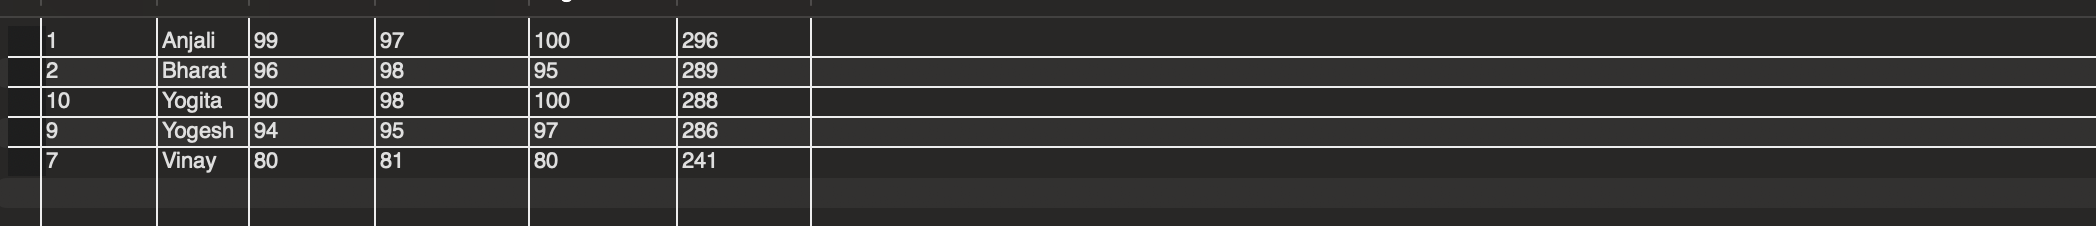 1 Anjali 99 97 100 296
2 Bharat 96 98 95 289
10 Yogita 90 98 100 288
9 Yogesh 94 95 97 286
7 Vinay 80 81 80 241